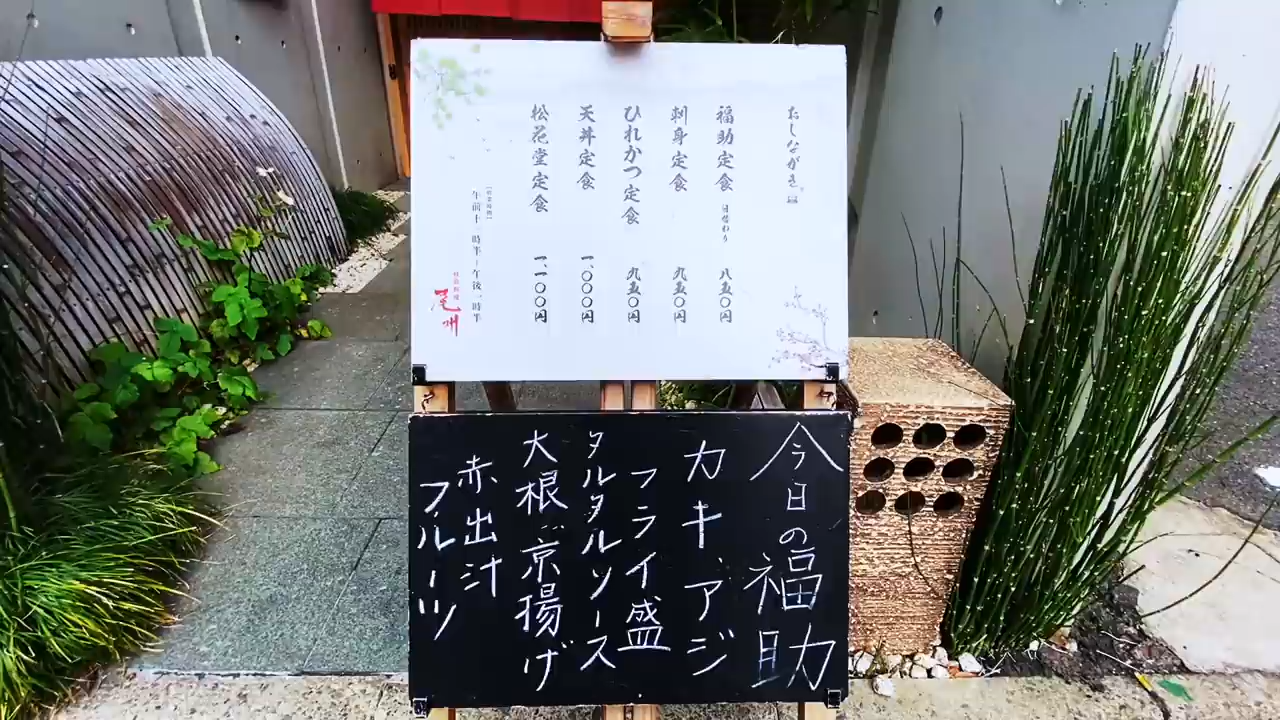 おしながき
福助定食 日替わり 八五〇円
刺身定食 九五〇円
ひれかつ定食 九五〇円
天丼定食 一、〇〇〇円
松花堂定食 一、一〇〇円
午前十一時半~午後一時半
尾州
今日の福助
カキ、アジ
フライ盛
タルタルソース
大根、京揚げ
赤出汁
フルーツ